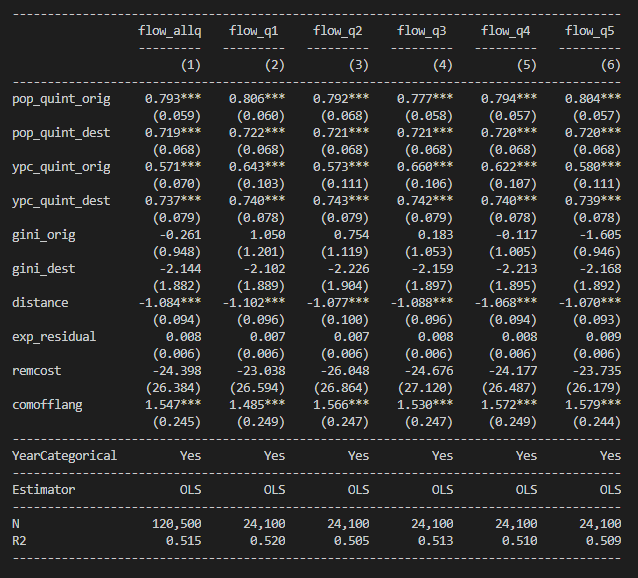 flow_allq flow_q1 flow_q2 flow_q3 flow_q4 flow_q5
(1) (2) (3) (4) (5) (6)
pop_quint_orig 0.793*** 0.806*** 0.792*** 0.777*** 0.794*** 0.804***
(0.059) (0.060) (0.068) (0.058) (0.057) (0.057)
pop_quint_dest 0.719*** 0.722*** 0.721*** 0.721*** 0.720*** 0.720***
(0.068) (0.068) (0.068) (0.068) (0.068) (0.068)
ypc_quint_orig 0.571*** 0.643*** 0.573*** 0.660*** 0.622*** 0.580***
(0.070) (0.103) (0.111) (0.106) (0.107) (0.111)
ypc_quint_dest 0.737*** 0.740*** 0.743*** 0.742*** 0.740*** 0.739***
(0.079) (0.078) (0.079) (0.079) (0.078) (0.078)
gini_orig -0.261 1.050 0.754 0.183 -0.117 -1.605
(0.948) (1.201) (1.119) (1.053) (1.005) (0.946)
gini_dest -2.144 -2.102 -2.226 -2.159 -2.213 -2.168
(1.882) (1.889) (1.904) (1.897) (1.895) (1.892)
distance -1.084*** -1.102*** -1.077*** -1.088*** -1.068*** -1.070***
(0.094) (0.096) (0.100) (0.096) (0.094) (0.093)
exp_residual 0.008 0.007 0.007 0.008 0.008 0.009
(0.006) (0.006) (0.006) (0.006) (0.006) (0.006)
remcost -24.398 -23.038 -26.048 -24.676 -24.177 -23.735
(26.384) (26.594) (26.864) (27.120) (26.487) (26.179)
comofflang 1.547*** 1.485*** 1.566*** 1.530*** 1.572*** 1.579***
(0.245) (0.249) (0.247) (0.247) (0.249) (0.244)
YearCategorical Yes Yes Yes Yes Yes Yes
Estimator OLS OLS OLS OLS OLS OLS
N 120,500 24,100 24,100 24,100 24,100 24,100
R2 0.515 0.520 0.505 0.513 0.510 0.509